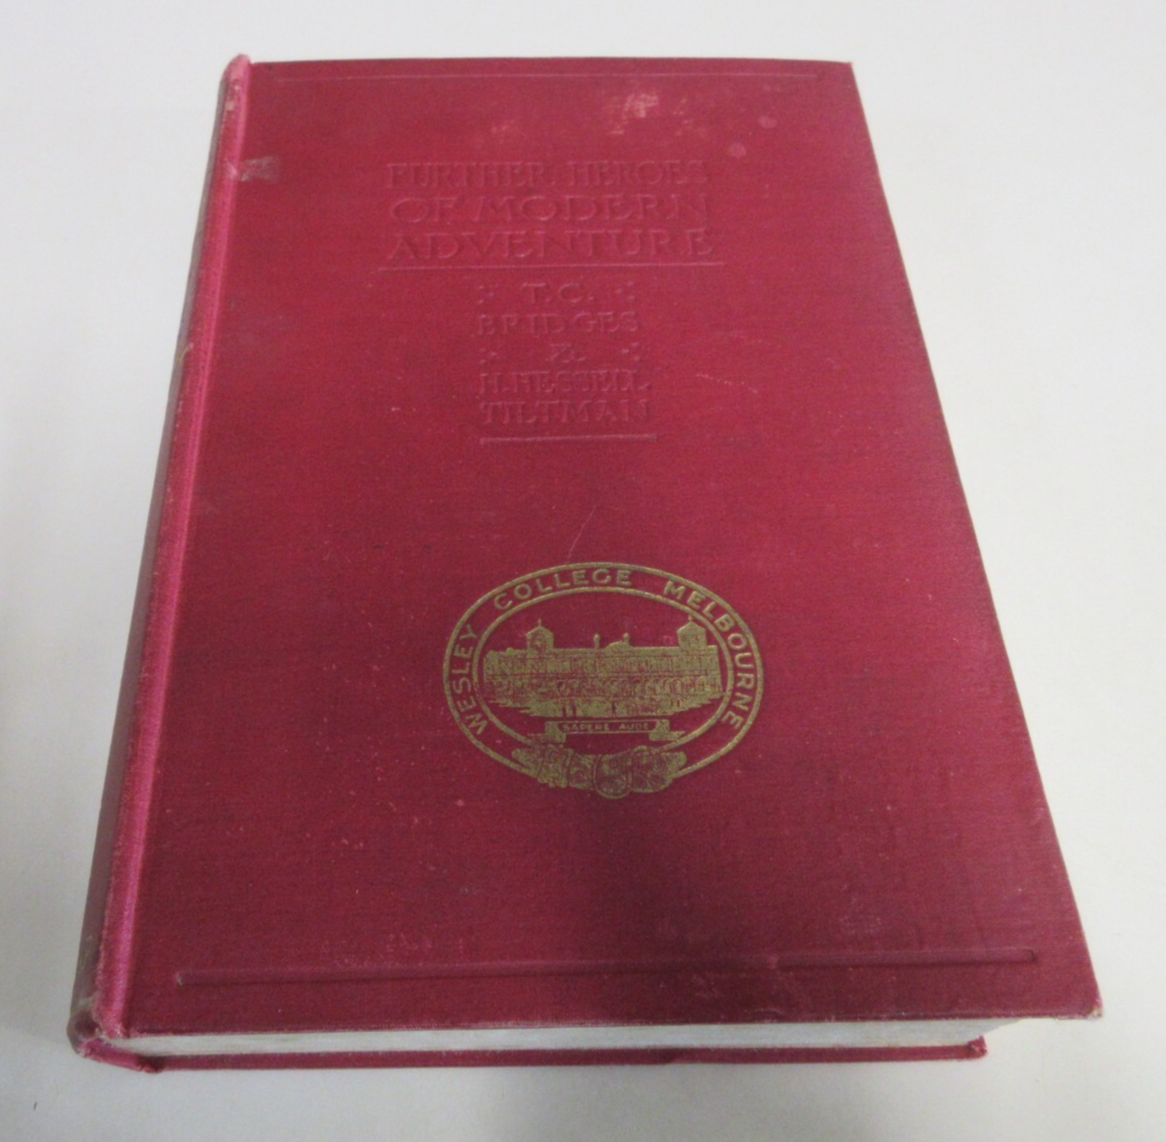 FURTHER HEROES
OF MODERN
ADVENTURE
T. C.
BRIDGES
&
H. HESSELL
TILTMAN
WESLEY COLLEGE MELBOURNE
SAPERE AUDE